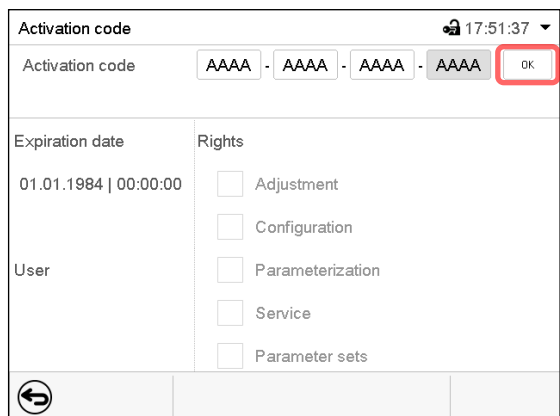 Activation code 17:51:37
Activation code AAAA - AAAA - AAAA - AAAA OK
Expiration date Rights
01.01.1984 | 00:00:00 Adjustment
Configuration
User Parameterization
Service
Parameter sets